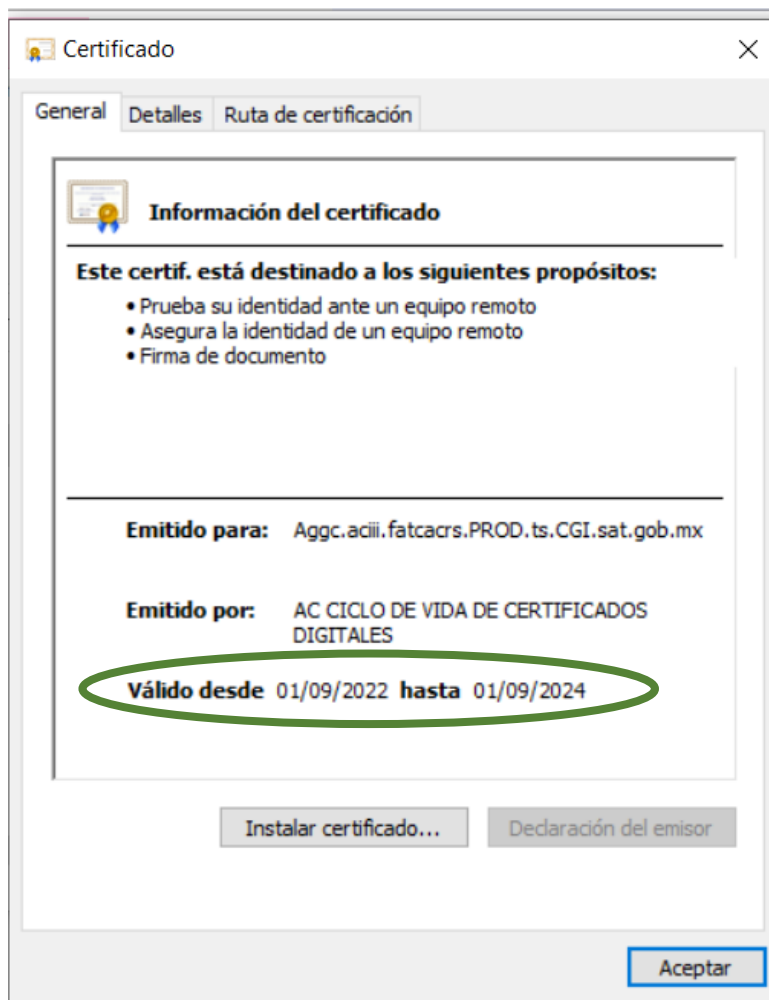 Certificado
General Detalles Ruta de certificación
Información del certificado
Este certif. está destinado a los siguientes propósitos:
• Prueba su identidad ante un equipo remoto
• Asegura la identidad de un equipo remoto
• Firma de documento
Emitido para: Aggc.aciii.fatcacrs.PROD.ts.CGI.sat.gob.mx
Emitido por: AC CICLO DE VIDA DE CERTIFICADOS
DIGITALES
Válido desde 01/09/2022 hasta 01/09/2024
Instalar certificado... Declaración del emisor
Aceptar